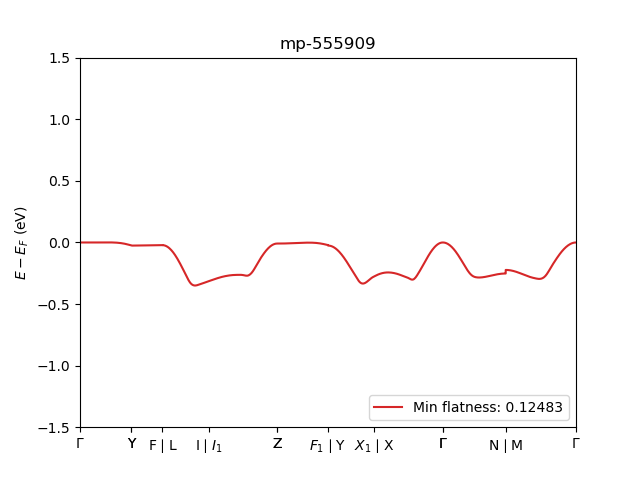 mp-555909
E − E_F (eV)
1.5
1.0
0.5
0.0
−0.5
−1.0
−1.5
Min flatness: 0.12483
Γ Y F | L I | I₁ Z F₁ | Y X₁ | X Γ N | M Γ